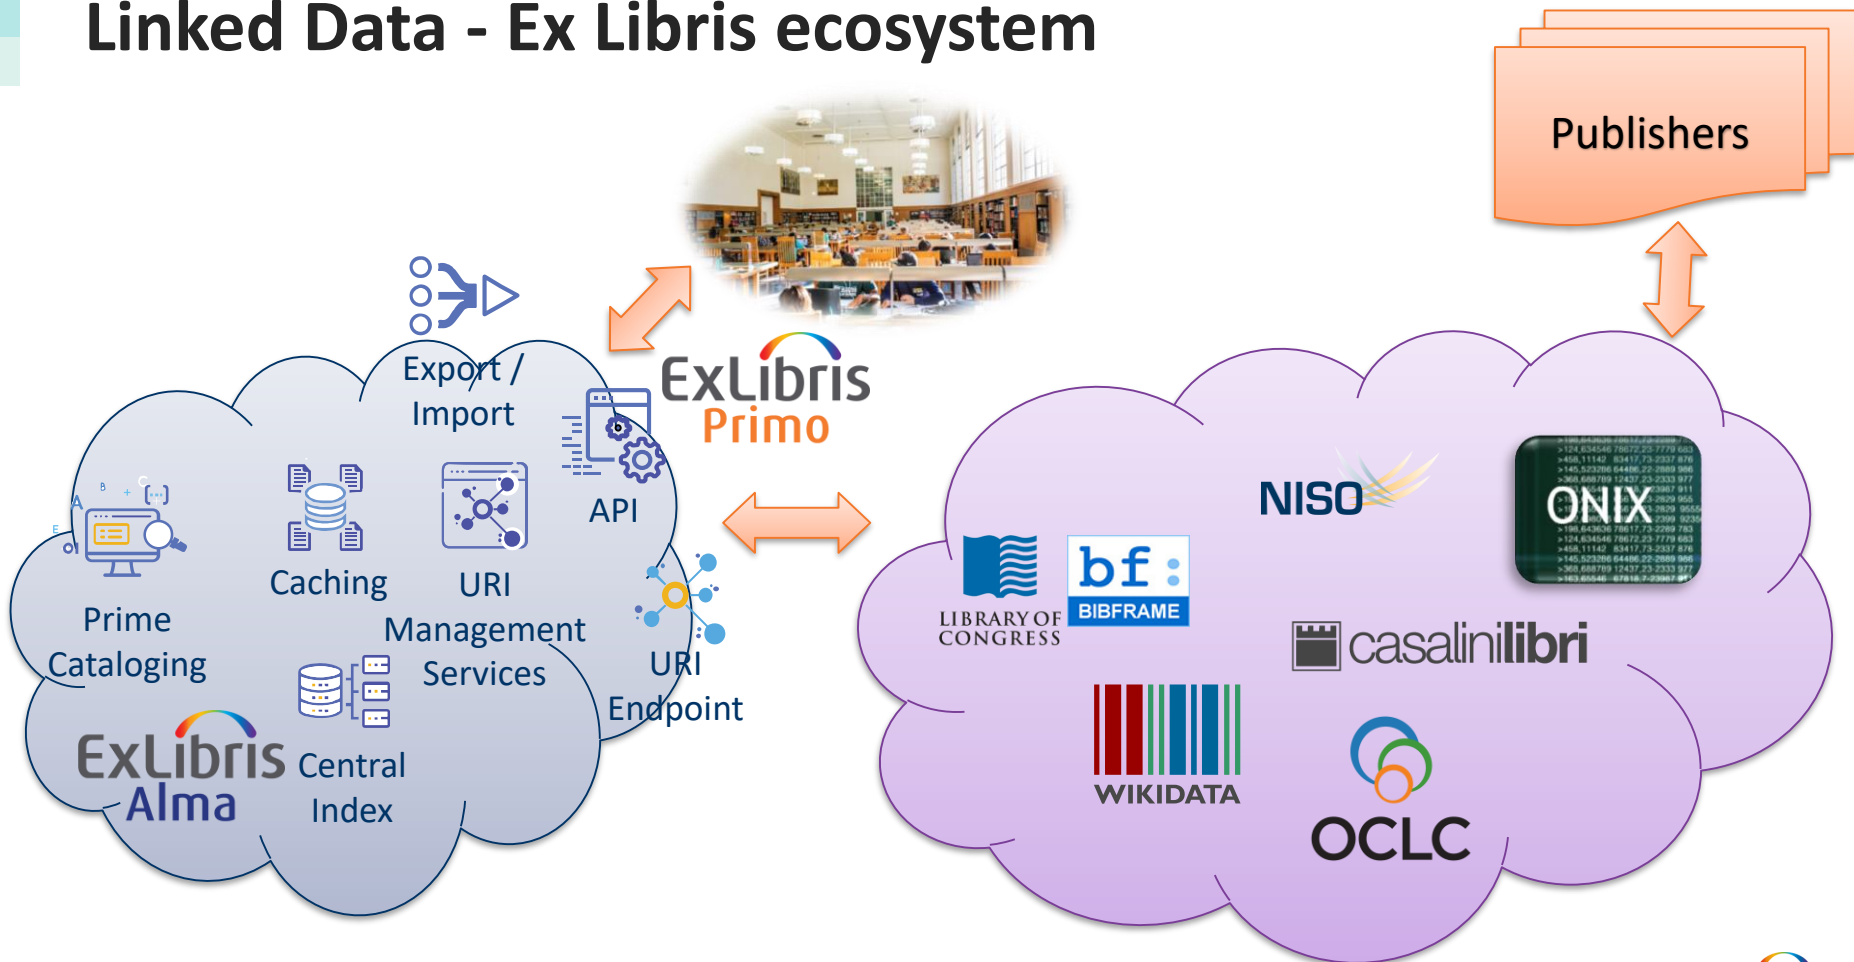 Linked Data - Ex Libris ecosystem
Publishers
ExLibris
Primo
Export /
Import
API
Caching
URI
Management
Services
Prime
Cataloging
URI
Endpoint
ExLibris
Alma
Central
Index
NISO
ONIX
LIBRARY OF
CONGRESS
bf:
BIBFRAME
casalinilibri
WIKIDATA
OCLC